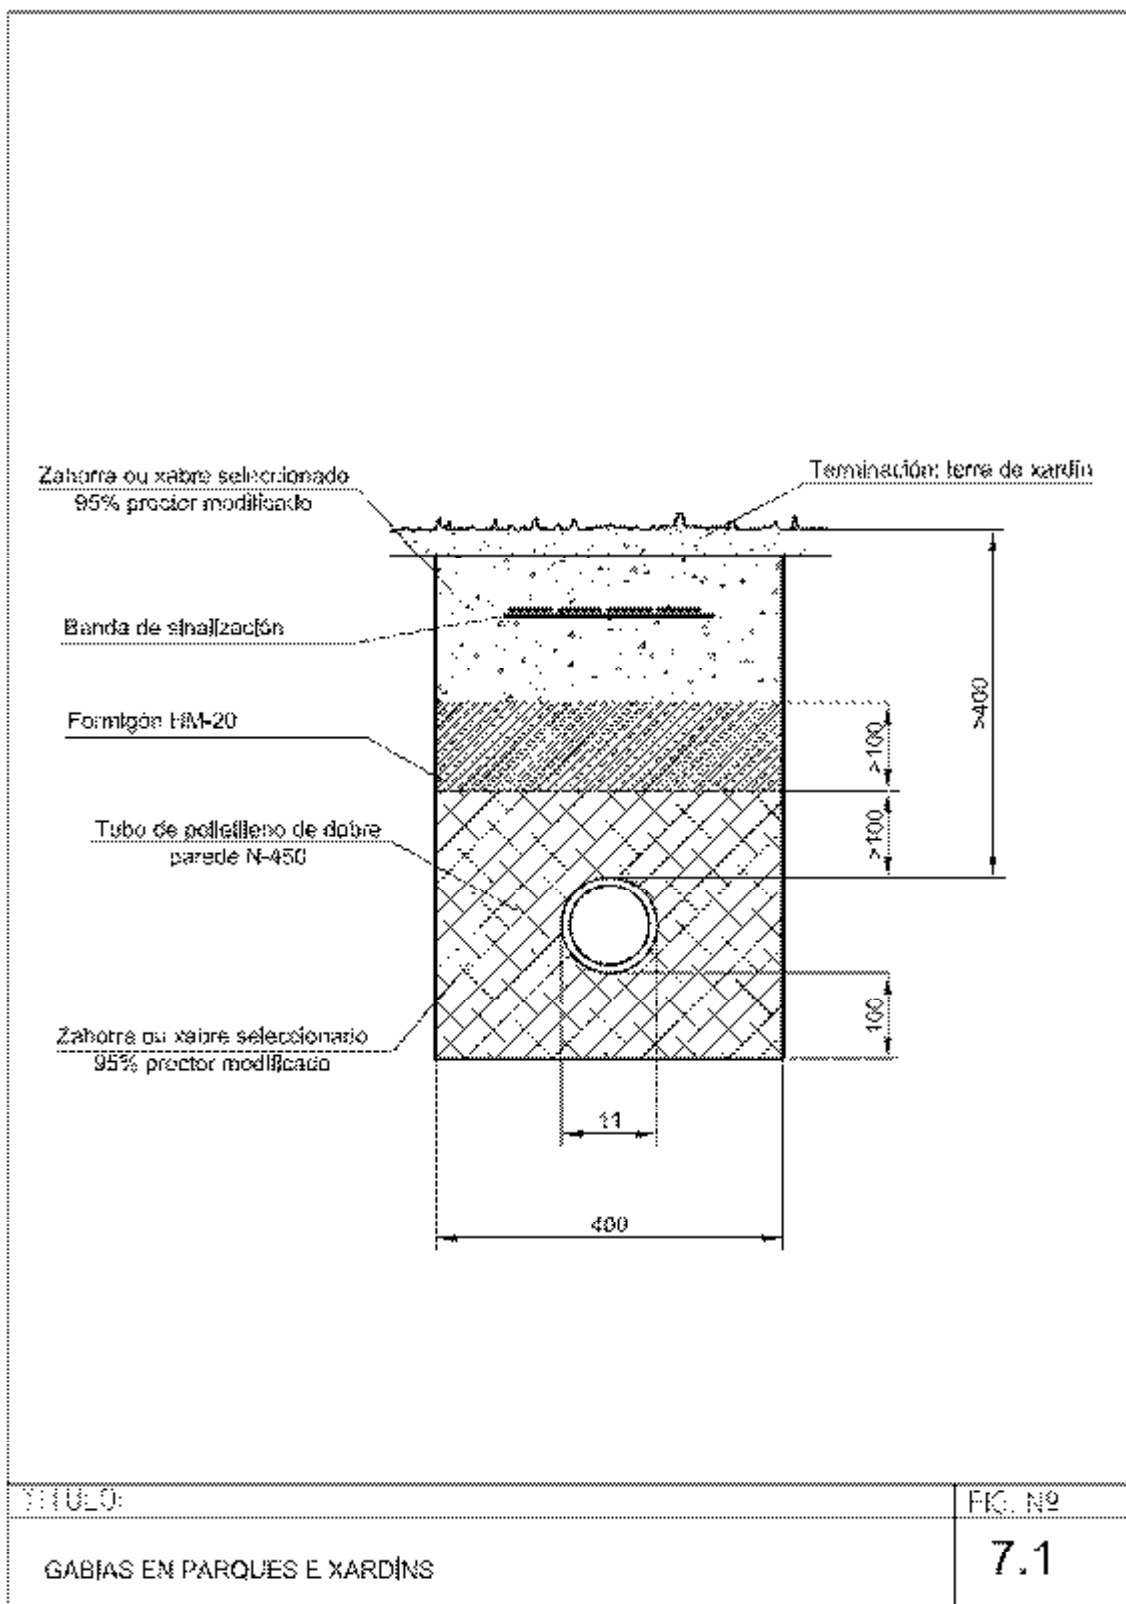 Zahorra ou xabre seleccionado
95% proctor modificado
Terminación: terra de xardín
Banda de sinalización
Formigón HM-20
Tubo de polietileno de dobre
parede N-450
Zahorra ou xabre seleccionado
95% proctor modificado
>400
>100
>100
100
11
400
TITULO:
FIG. Nº
GABIAS EN PARQUES E XARDÍNS
7.1